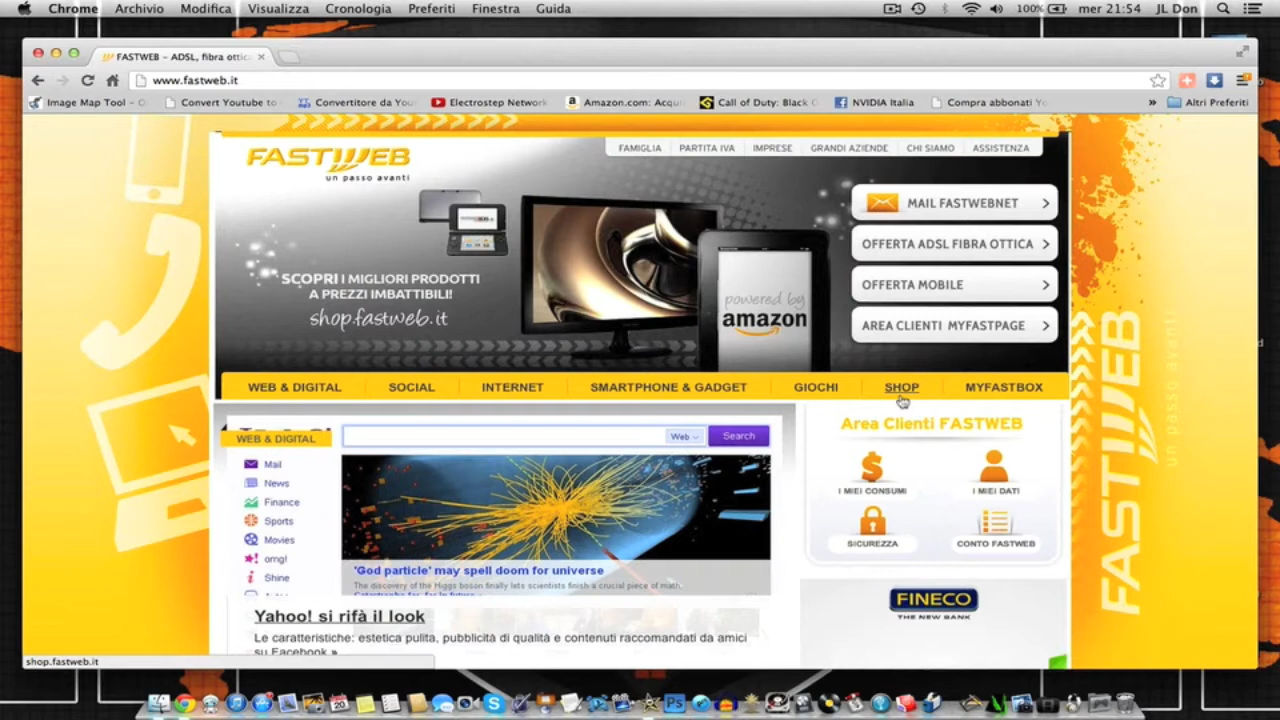 Chrome Archivio Modifica Visualizza Cronologia Preferiti Finestra Guida 100% mer 21:54 JL Don
FASTWEB – ADSL, fibra ottic
www.fastweb.it
Image Map Tool - O Convert Youtube to Convertitore da You Electrostep Network Amazon.com: Acqui Call of Duty: Black O NVIDIA Italia Compra abbonati Yo » Altri Preferiti
FASTWEB
un passo avanti
FAMIGLIA PARTITA IVA IMPRESE GRANDI AZIENDE CHI SIAMO ASSISTENZA
MAIL FASTWEBNET
OFFERTA ADSL FIBRA OTTICA
OFFERTA MOBILE
AREA CLIENTI MYFASTPAGE
SCOPRI I MIGLIORI PRODOTTI
A PREZZI IMBATTIBILI!
shop.fastweb.it
powered by
amazon
WEB & DIGITAL SOCIAL INTERNET SMARTPHONE & GADGET GIOCHI SHOP MYFASTBOX
WEB & DIGITAL
Web
Search
Mail
News
Finance
Sports
Movies
omg!
Shine
'God particle' may spell doom for universe
The discovery of the Higgs boson finally lets scientists finish a crucial piece of math.
Yahoo! si rifà il look
Le caratteristiche: estetica pulita, pubblicità di qualità e contenuti raccomandati da amici
su Facebook »
Area Clienti FASTWEB
I MIEI CONSUMI I MIEI DATI
SICUREZZA CONTO FASTWEB
FINECO
THE NEW BANK
FASTWEB
un passo avanti
shop.fastweb.it